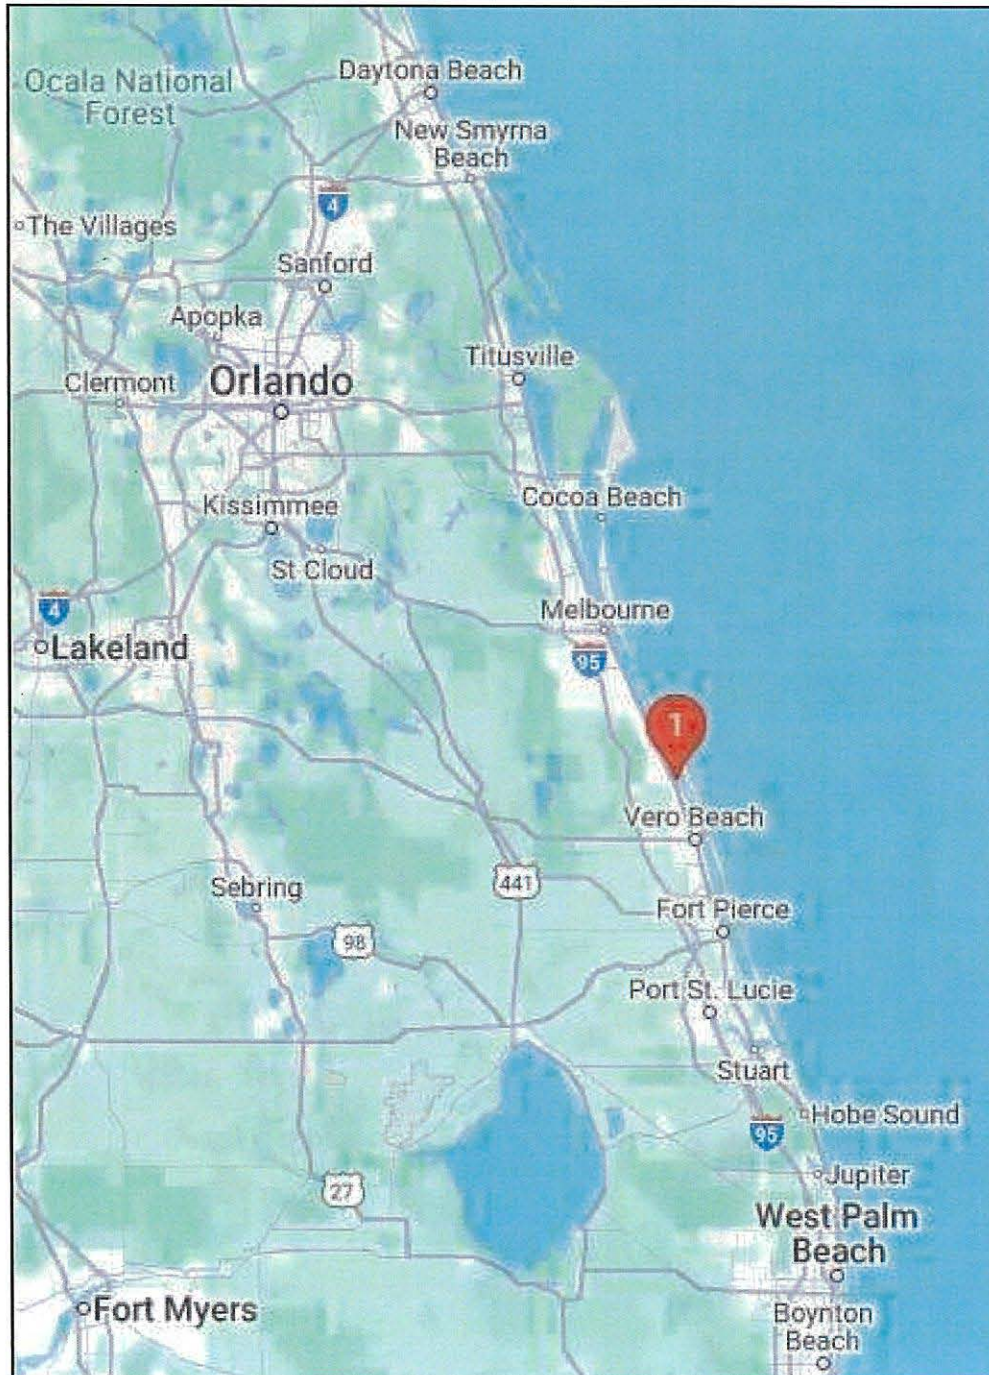 Daytona Beach
Ocala National
Forest
New Smyrna
Beach
4
The Villages
Sanford
Apopka
Titusville
Clermont
Orlando
Cocoa Beach
Kissimmee
St Cloud
4
Melbourne
Lakeland
95
1
Vero Beach
441
Sebring
Fort Pierce
98
Port St. Lucie
Stuart
Hobe Sound
95
Jupiter
27
West Palm
Beach
Fort Myers
Boynton
Beach